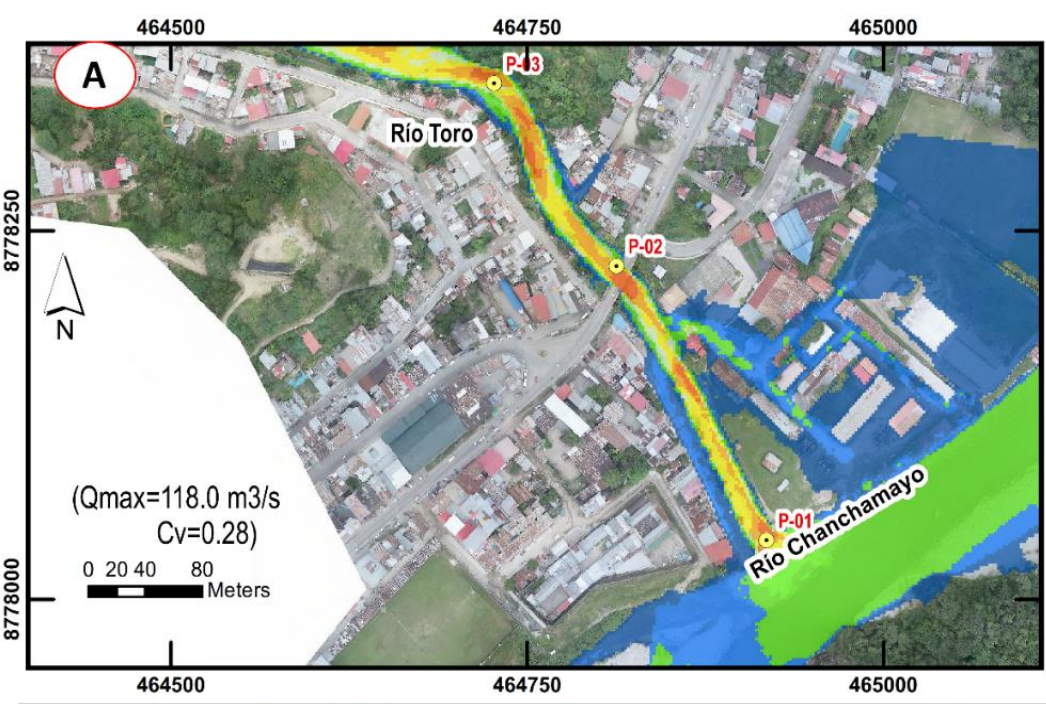 464500 464750 465000
A
P-03
Río Toro
8778250
P-02
N
P-01
Río Chanchamayo
(Qmax=118.0 m3/s
Cv=0.28)
0 20 40 80
Meters
8778000
464500 464750 465000